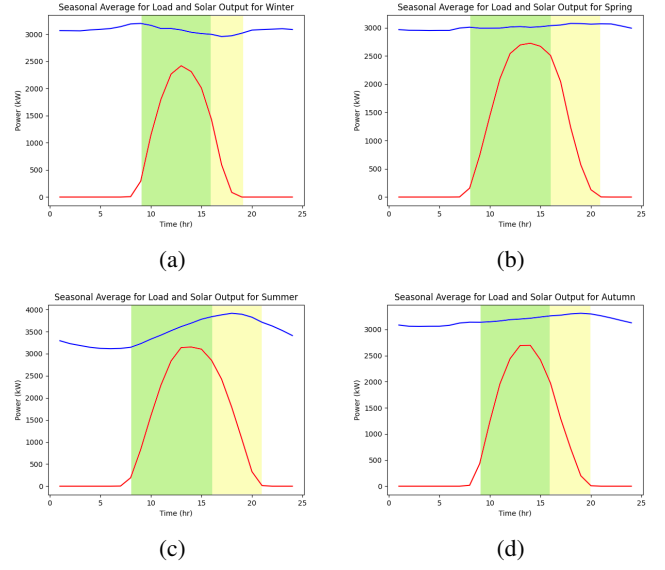 Seasonal Average for Load and Solar Output for Winter
3000
2500
2000
1500
1000
500
0
Power (kW)
0 5 10 15 20 25
Time (hr)
(a)
Seasonal Average for Load and Solar Output for Spring
3000
2500
2000
1500
1000
500
0
Power (kW)
0 5 10 15 20 25
Time (hr)
(b)
Seasonal Average for Load and Solar Output for Summer
4000
3500
3000
2500
2000
1500
1000
500
0
Power (kW)
0 5 10 15 20 25
Time (hr)
(c)
Seasonal Average for Load and Solar Output for Autumn
3000
2500
2000
1500
1000
500
0
Power (kW)
0 5 10 15 20 25
Time (hr)
(d)